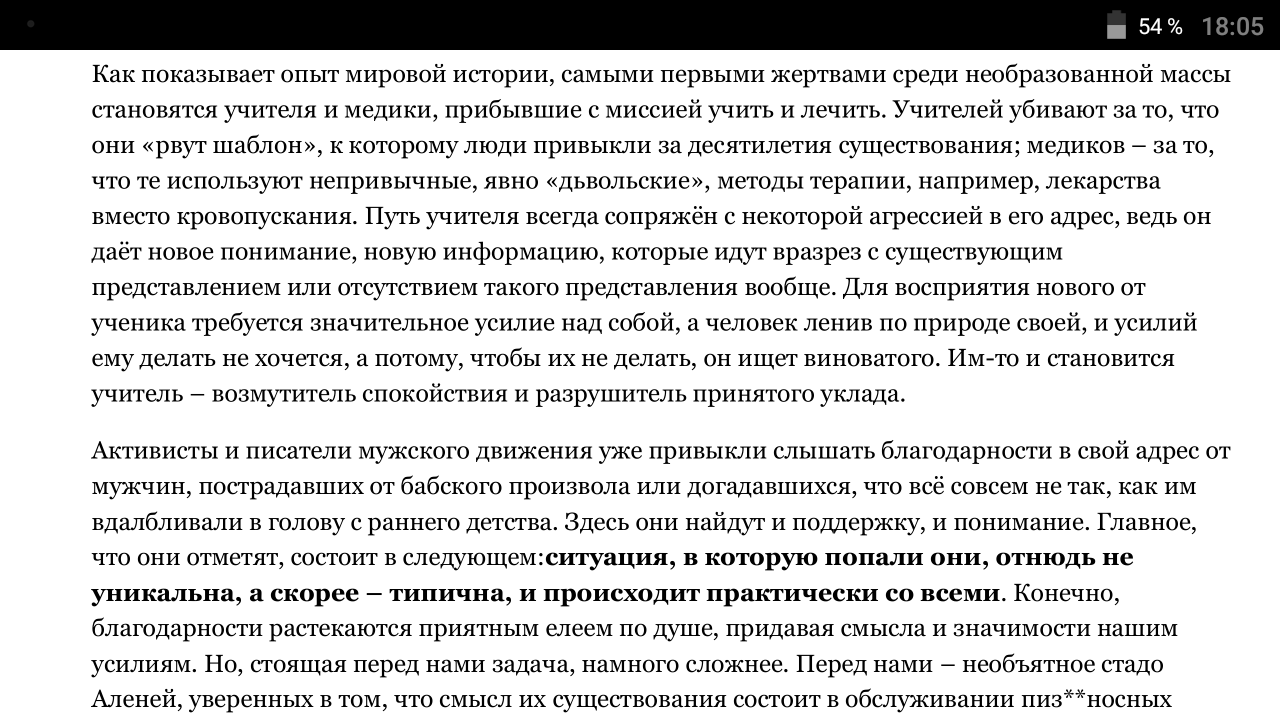 54 % 18:05
Как показывает опыт мировой истории, самыми первыми жертвами среди необразованной массы
становятся учителя и медики, прибывшие с миссией учить и лечить. Учителей убивают за то, что
они «рвут шаблон», к которому люди привыкли за десятилетия существования; медиков – за то,
что те используют непривычные, явно «дьвольские», методы терапии, например, лекарства
вместо кровопускания. Путь учителя всегда сопряжён с некоторой агрессией в его адрес, ведь он
даёт новое понимание, новую информацию, которые идут вразрез с существующим
представлением или отсутствием такого представления вообще. Для восприятия нового от
ученика требуется значительное усилие над собой, а человек ленив по природе своей, и усилий
ему делать не хочется, а потому, чтобы их не делать, он ищет виноватого. Им-то и становится
учитель – возмутитель спокойствия и разрушитель принятого уклада.
Активисты и писатели мужского движения уже привыкли слышать благодарности в свой адрес от
мужчин, пострадавших от бабского произвола или догадавшихся, что всё совсем не так, как им
вдалбливали в голову с раннего детства. Здесь они найдут и поддержку, и понимание. Главное,
что они отметят, состоит в следующем:ситуация, в которую попали они, отнюдь не
уникальна, а скорее – типична, и происходит практически со всеми. Конечно,
благодарности растекаются приятным елеем по душе, придавая смысла и значимости нашим
усилиям. Но, стоящая перед нами задача, намного сложнее. Перед нами – необъятное стадо
Аленей, уверенных в том, что смысл их существования состоит в обслуживании пиз**носных